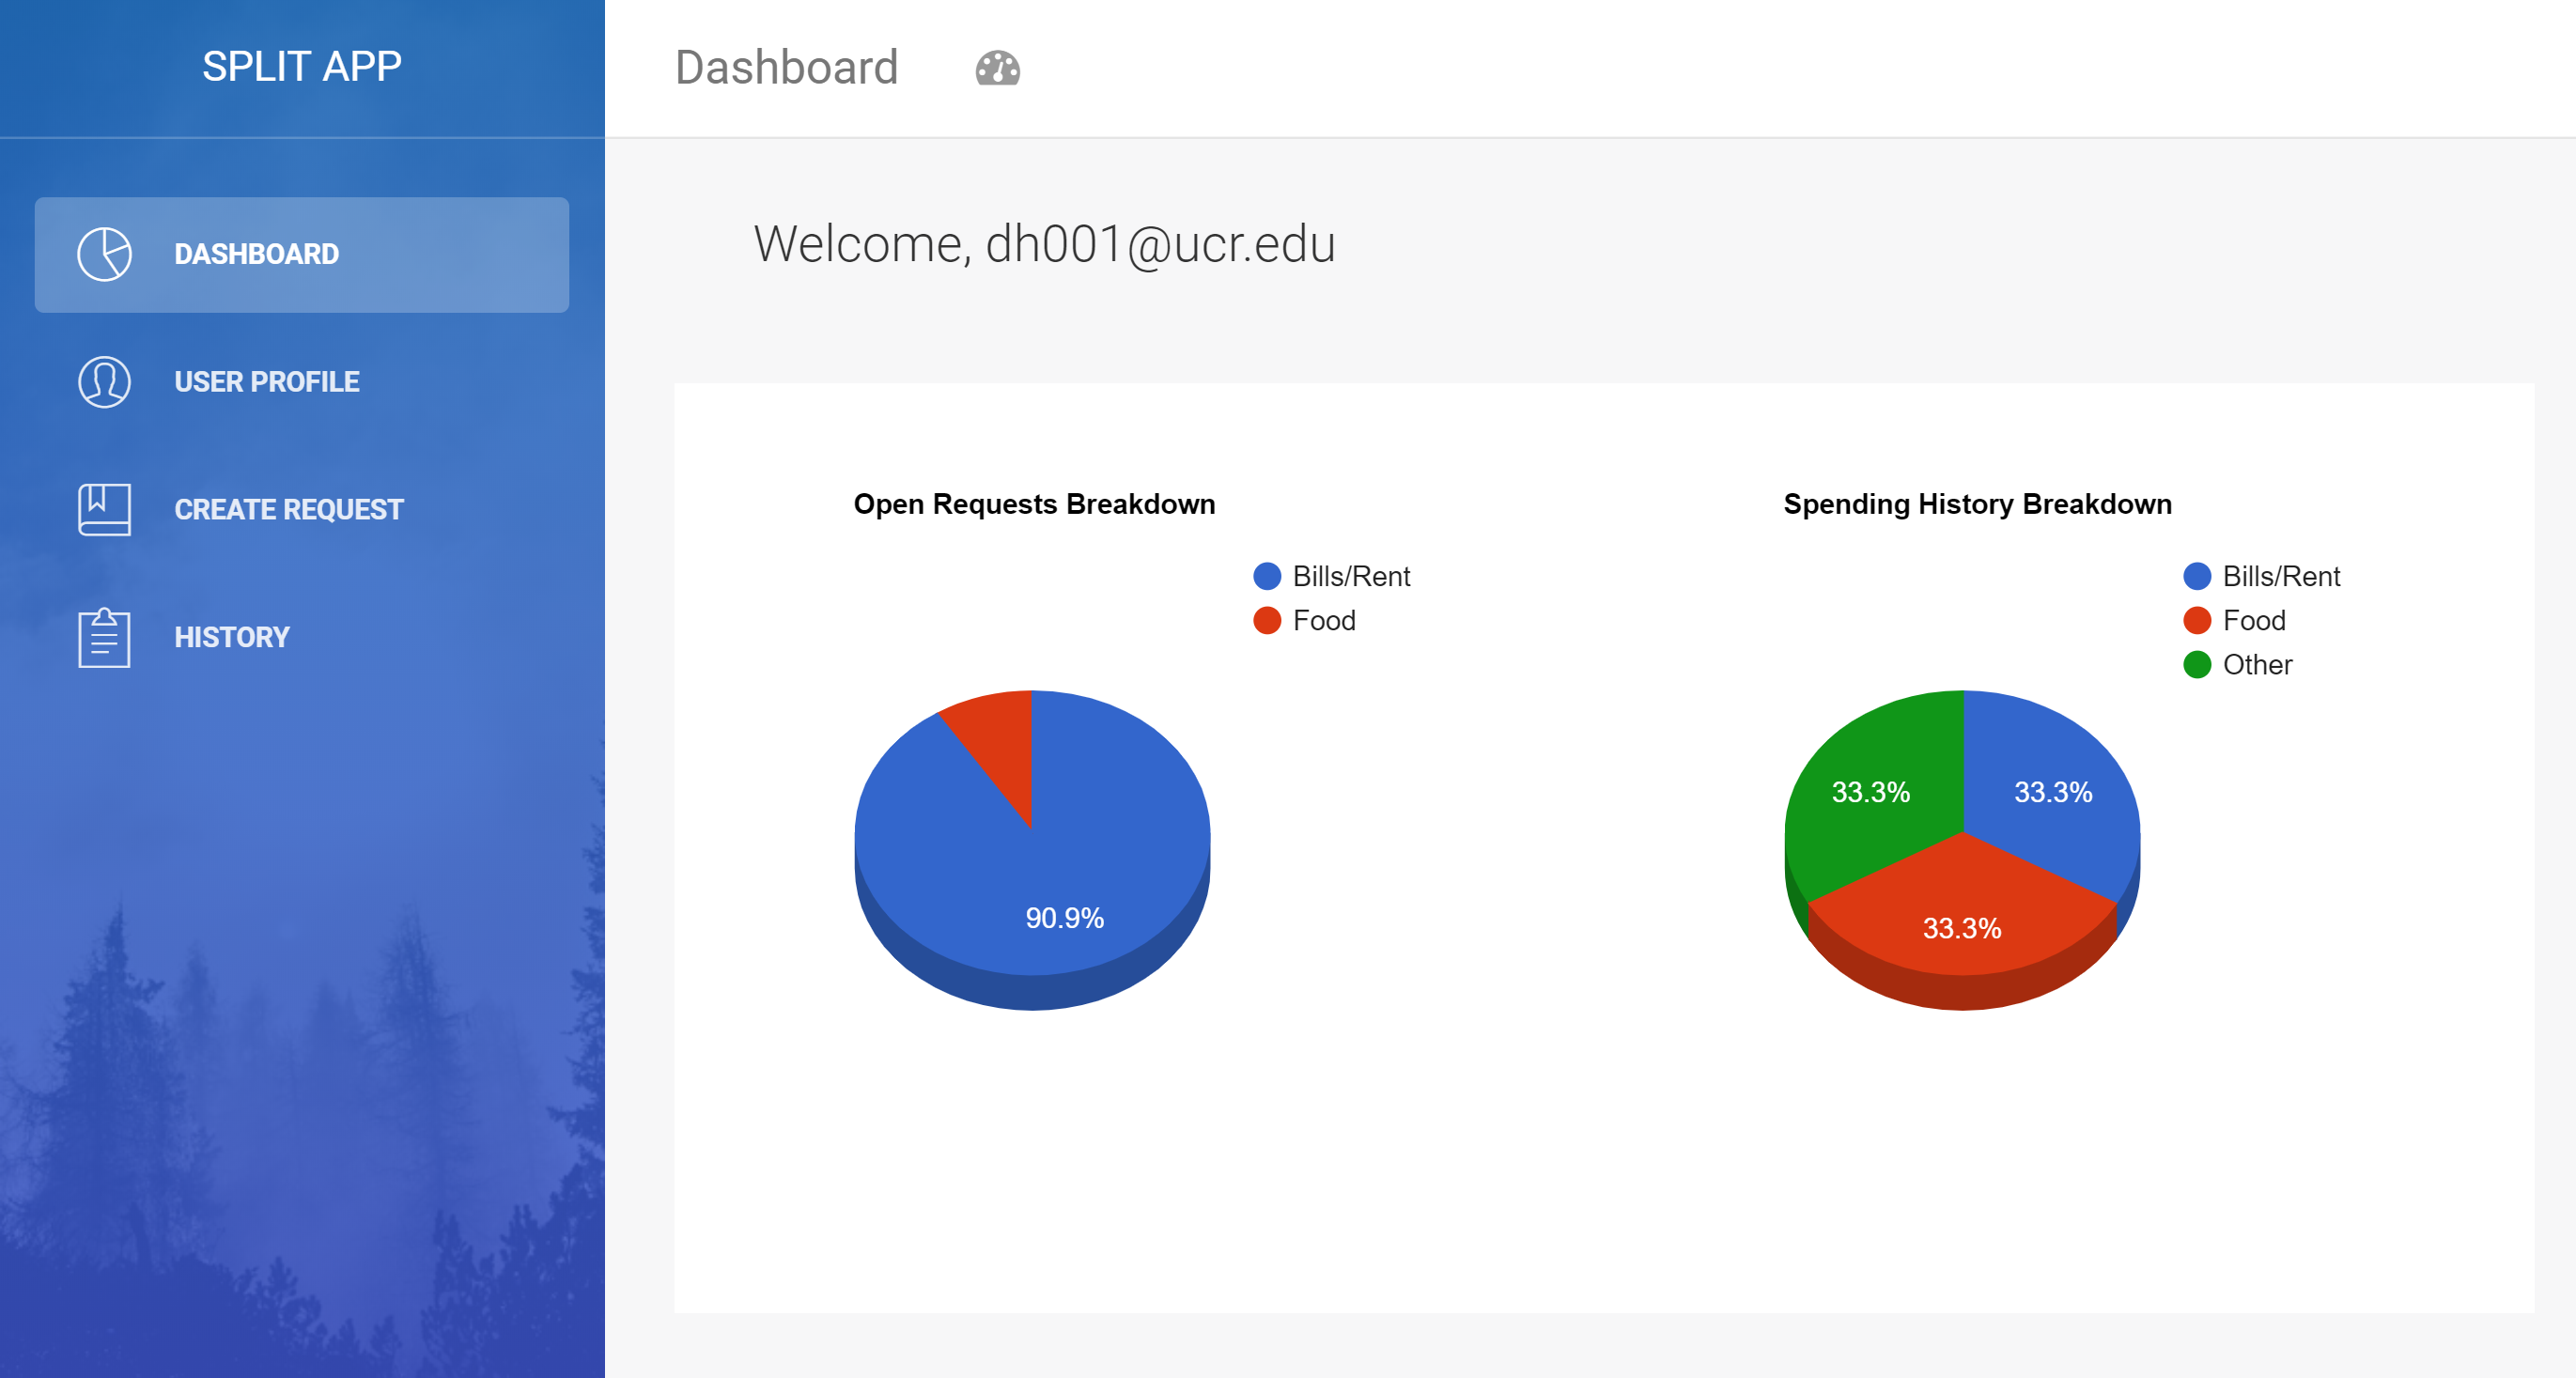 SPLIT APP
Dashboard
DASHBOARD
USER PROFILE
CREATE REQUEST
HISTORY
Welcome, dh001@ucr.edu
Open Requests Breakdown
Bills/Rent
Food
90.9%
Spending History Breakdown
Bills/Rent
Food
Other
33.3%
33.3%
33.3%